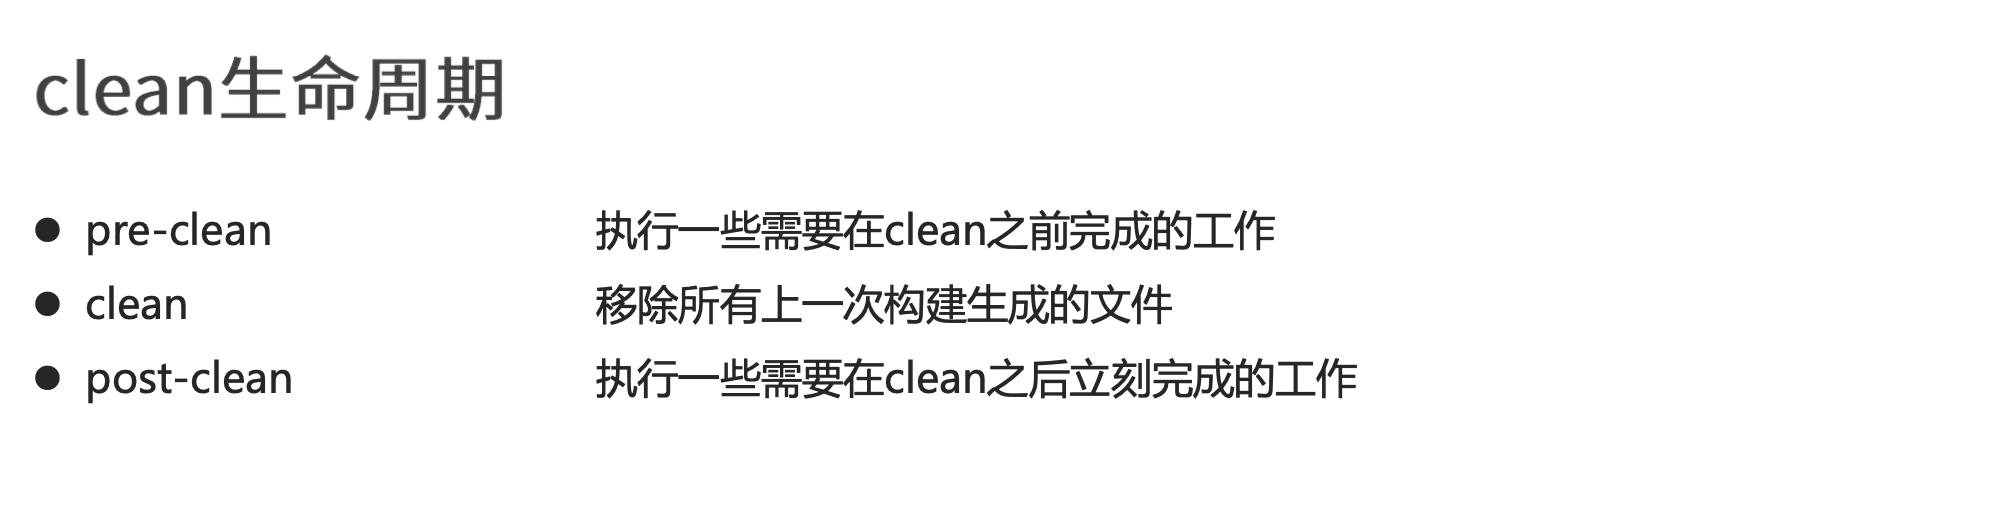 clean生命周期
● pre-clean 执行一些需要在clean之前完成的工作
● clean 移除所有上一次构建生成的文件
● post-clean 执行一些需要在clean之后立刻完成的工作